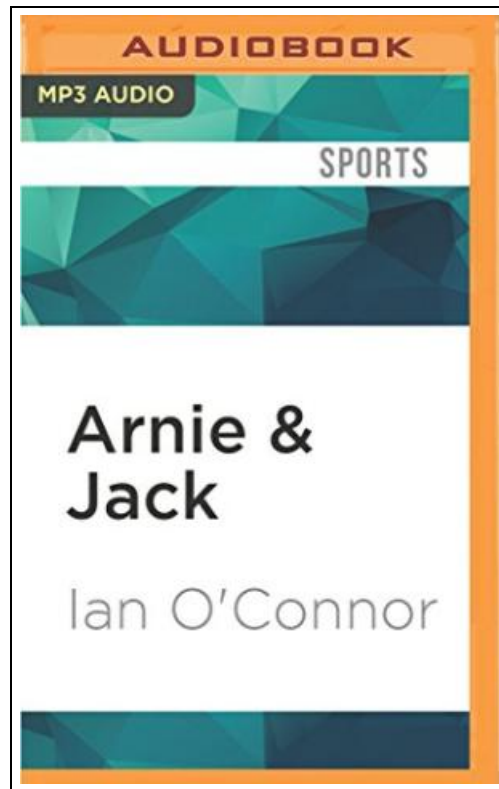 AUDIOBOOK
MP3 AUDIO
SPORTS
Arnie &
Jack
Ian O'Connor